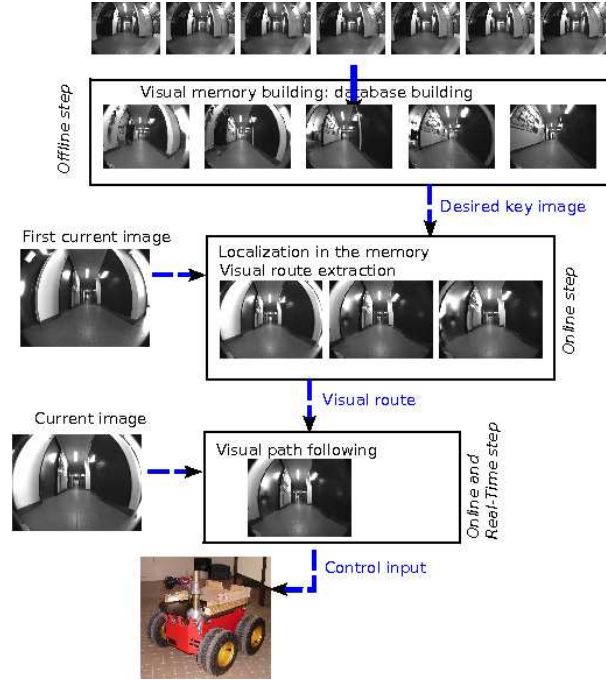 Visual memory building: database building
Offline step
Desired key image
First current image
Localization in the memory
Visual route extraction
Online step
Visual route
Current image
Visual path following
Online and
Real-Time step
Control input